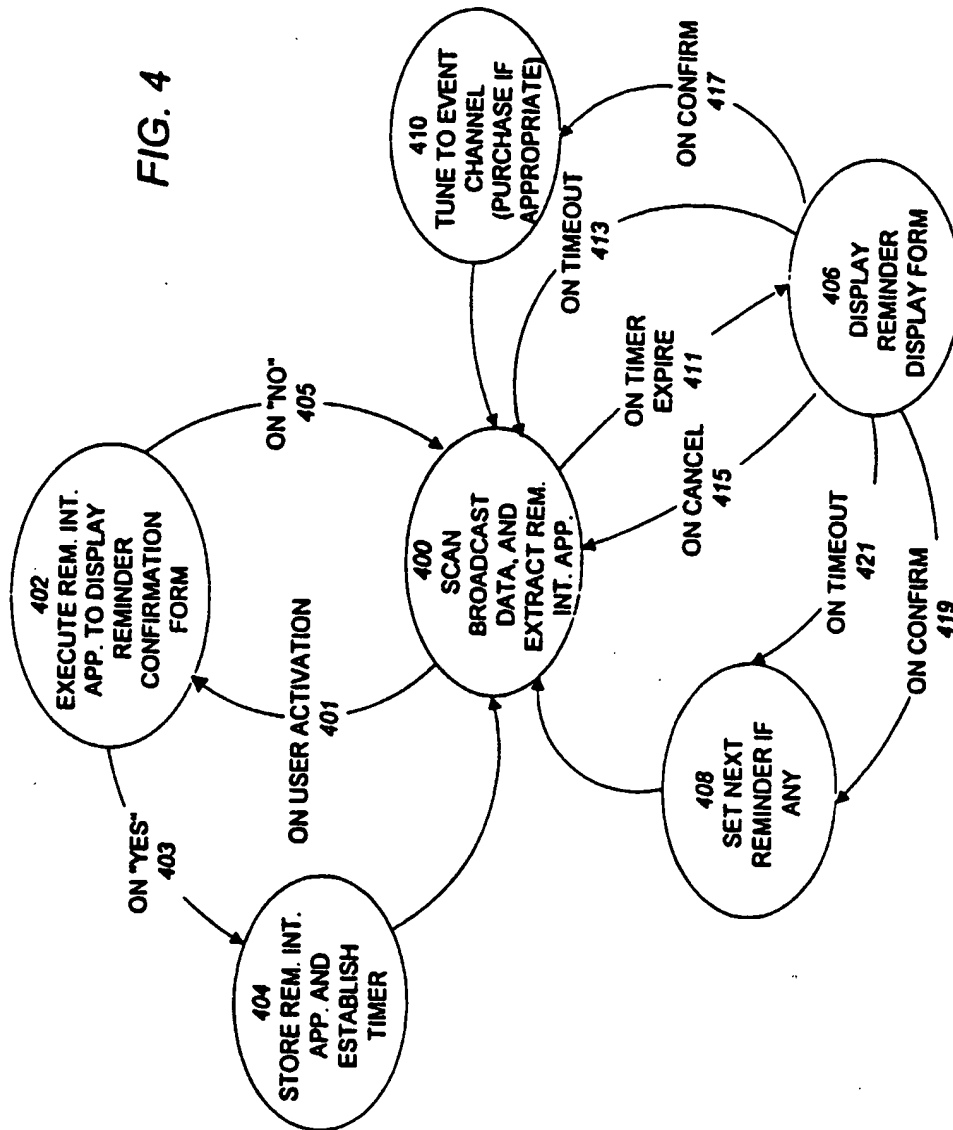 FIG. 4
402
EXECUTE REM. INT.
APP. TO DISPLAY
REMINDER
CONFIRMATION
FORM
ON "YES"
403
ON "NO"
405
ON USER ACTIVATION
401
404
STORE REM. INT.
APP. AND
ESTABLISH
TIMER
400
SCAN
BROADCAST
DATA, AND
EXTRACT REM.
INT. APP.
410
TUNE TO EVENT
CHANNEL
(PURCHASE IF
APPROPRIATE)
ON TIMEOUT
413
ON CONFIRM
417
ON TIMER
EXPIRE
411
ON CANCEL
415
406
DISPLAY
REMINDER
DISPLAY FORM
ON TIMEOUT
421
ON CONFIRM
419
408
SET NEXT
REMINDER IF
ANY